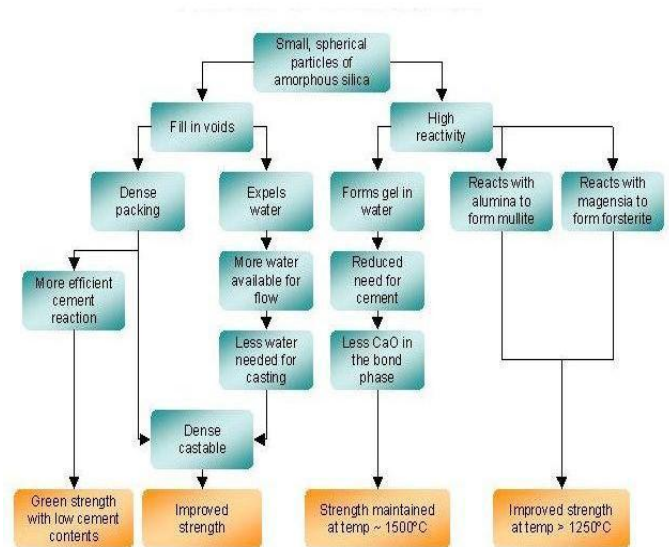 Small, spherical
particles of
amorphous silica
Fill in voids
High
reactivity
Dense
packing
Expels
water
Forms gel in
water
Reacts with
alumina to
form mullite
Reacts with
magensia to
form forsterite
More efficient
cement
reaction
More water
available for
flow
Reduced
need for
cement
Less water
needed for
casting
Less CaO in
the bond
phase
Dense
castable
Green strength
with low cement
contents
Improved
strength
Strength maintained
at temp ~ 1500ºC
Improved strength
at temp > 1250ºC